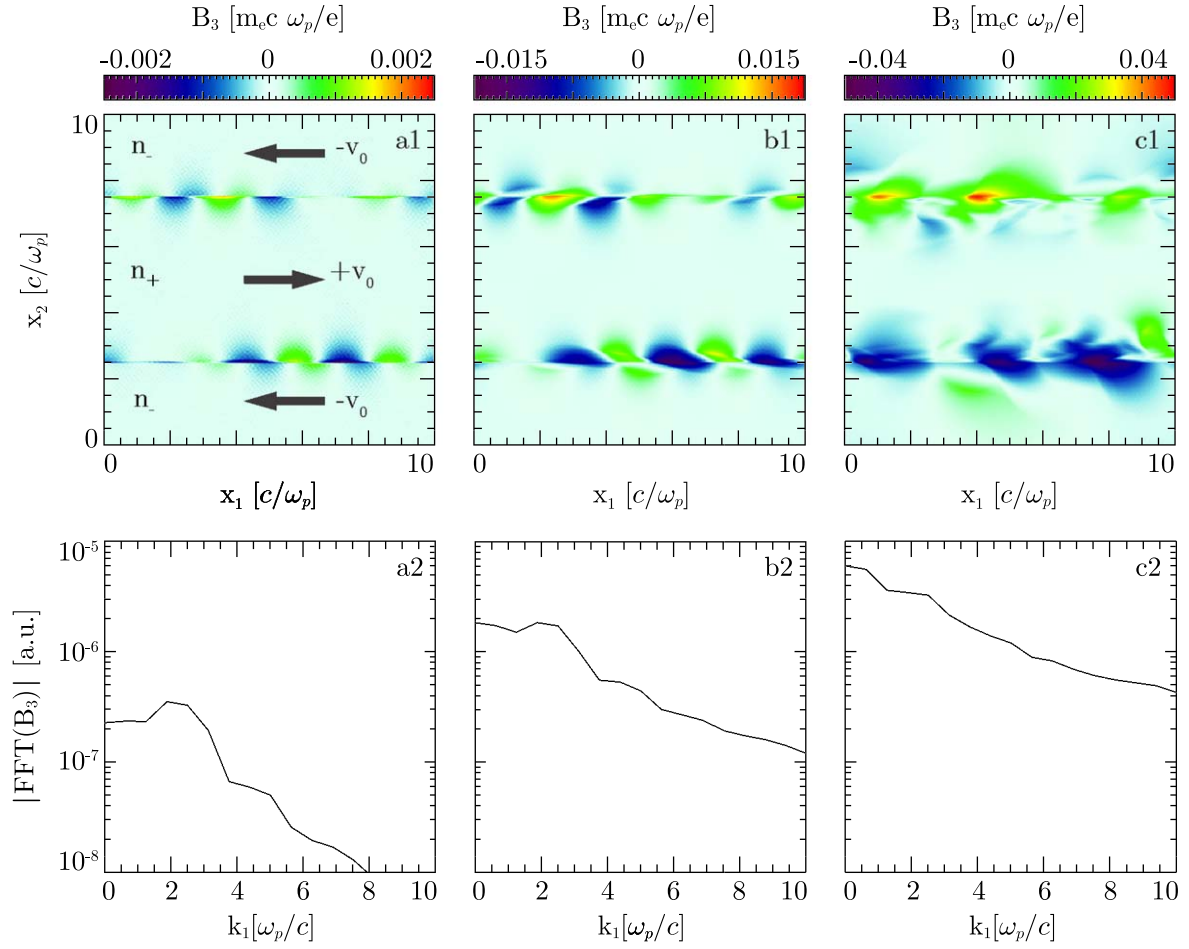 B₃ [mₑc ωₚ/e] B₃ [mₑc ωₚ/e] B₃ [mₑc ωₚ/e]
-0.002 0 0.002 -0.015 0 0.015 -0.04 0 0.04
10 n₋ -v₀ a1 b1 c1
x₂ [c/ωₚ] n₊ +v₀
n₋ -v₀
0
0 10 0 10 0 10
x₁ [c/ωₚ] x₁ [c/ωₚ] x₁ [c/ωₚ]
10⁻⁵ a2 b2 c2
|FFT(B₃)| [a.u.]
10⁻⁶
10⁻⁷
10⁻⁸
0 2 4 6 8 10 0 2 4 6 8 10 0 2 4 6 8 10
k₁[ωₚ/c] k₁[ωₚ/c] k₁[ωₚ/c]